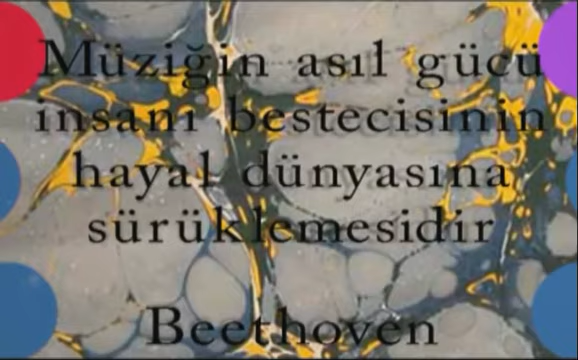 Müziğin asıl gücü
insanı bestecisinin
hayal dünyasına
sürüklemesidir
Beethoven